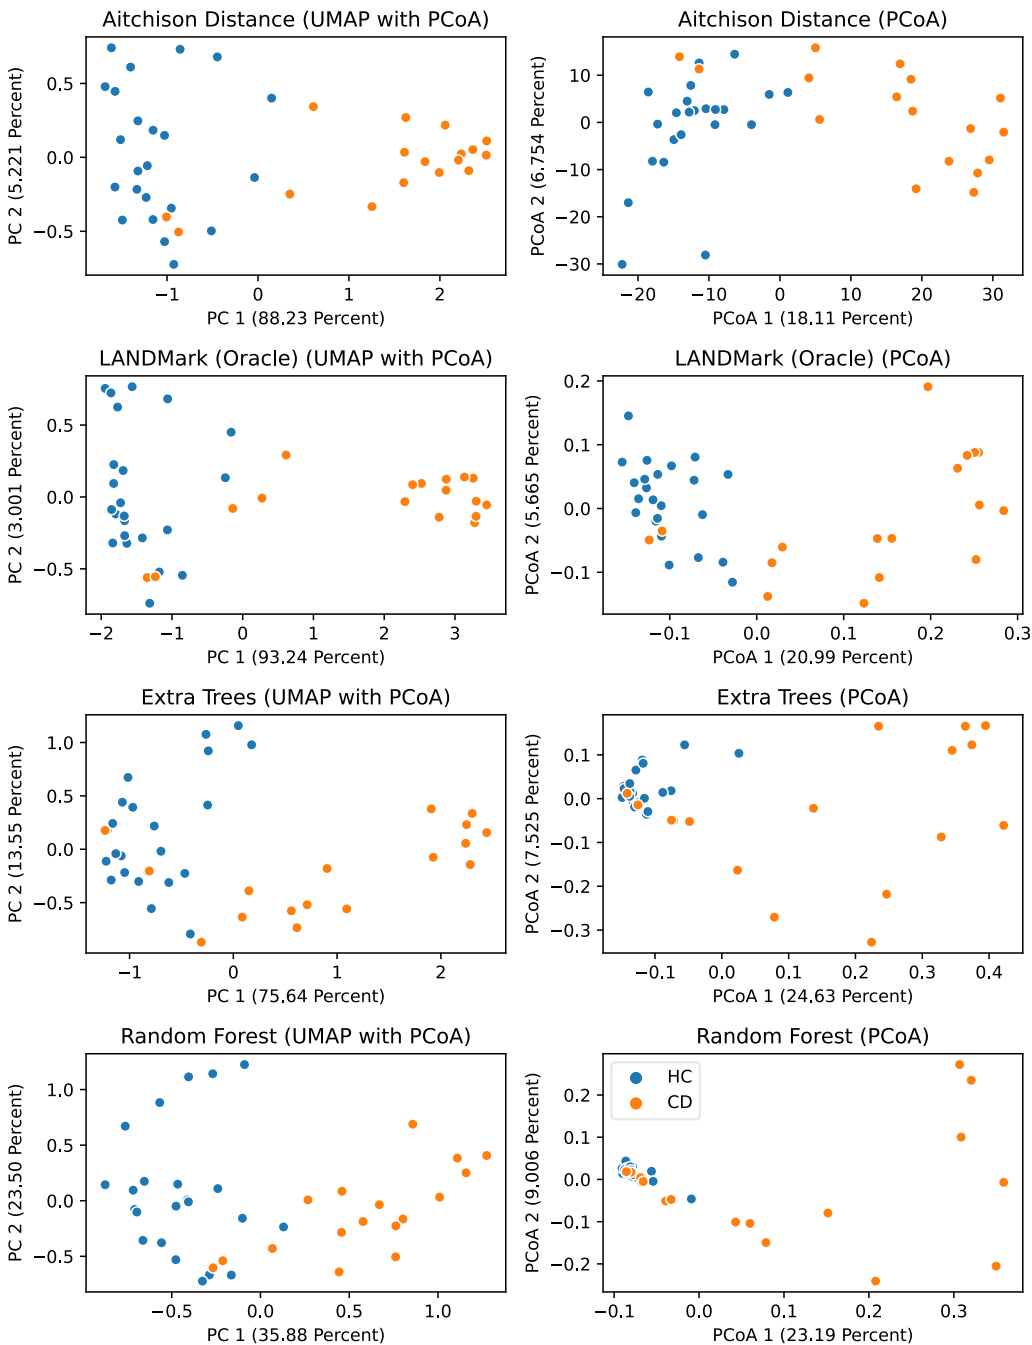 Aitchison Distance (UMAP with PCoA)
0.5
0.0
−0.5
PC 2 (5.221 Percent)
−1 0 1 2
PC 1 (88.23 Percent)
Aitchison Distance (PCoA)
10
0
−10
−20
−30
PCoA 2 (6.754 Percent)
−20 −10 0 10 20 30
PCoA 1 (18.11 Percent)
LANDMark (Oracle) (UMAP with PCoA)
0.5
0.0
−0.5
PC 2 (3.001 Percent)
−2 −1 0 1 2 3
PC 1 (93.24 Percent)
LANDMark (Oracle) (PCoA)
0.2
0.1
0.0
−0.1
PCoA 2 (5.665 Percent)
−0.1 0.0 0.1 0.2 0.3
PCoA 1 (20.99 Percent)
Extra Trees (UMAP with PCoA)
1.0
0.5
0.0
−0.5
PC 2 (13.55 Percent)
−1 0 1 2
PC 1 (75.64 Percent)
Extra Trees (PCoA)
0.1
0.0
−0.1
−0.2
−0.3
PCoA 2 (7.525 Percent)
−0.1 0.0 0.1 0.2 0.3 0.4
PCoA 1 (24.63 Percent)
Random Forest (UMAP with PCoA)
1.0
0.5
0.0
−0.5
PC 2 (23.50 Percent)
−0.5 0.0 0.5 1.0
PC 1 (35.88 Percent)
Random Forest (PCoA)
HC
CD
0.2
0.1
0.0
−0.1
−0.2
PCoA 2 (9.006 Percent)
−0.1 0.0 0.1 0.2 0.3
PCoA 1 (23.19 Percent)